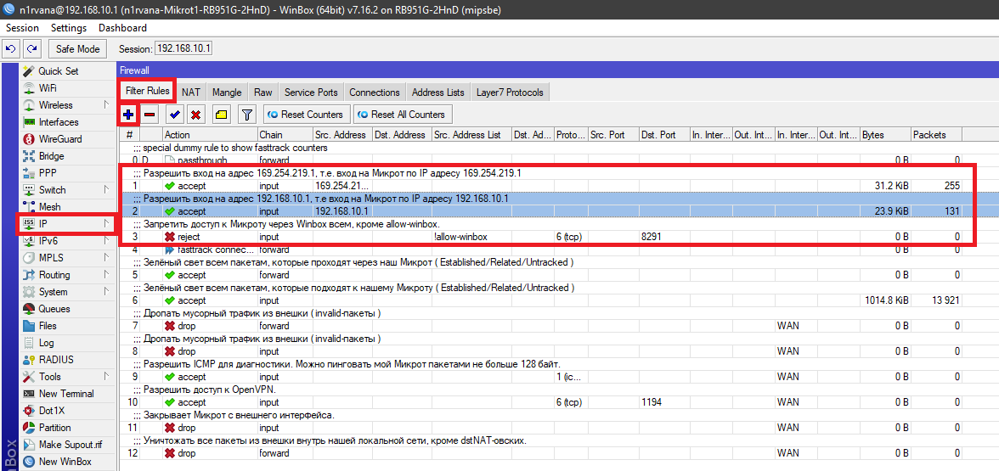 n1rvana@192.168.10.1 (n1rvana-Mikrot1-RB951G-2HnD) - WinBox (64bit) v7.16.2 on RB951G-2HnD (mipsbe)
Session Settings Dashboard
Safe Mode Session: 192.168.10.1
Quick Set
WiFi
Wireless
Interfaces
WireGuard
Bridge
PPP
Switch
Mesh
IP
IPv6
MPLS
Routing
System
Queues
Files
Log
RADIUS
Tools
New Terminal
Dot1X
Partition
Make Supout.rif
New WinBox
Firewall
Filter Rules NAT Mangle Raw Service Ports Connections Address Lists Layer7 Protocols
Reset Counters Reset All Counters
# Action Chain Src. Address Dst. Address Src. Address List Dst. Ad... Proto... Src. Port Dst. Port In. Inter... Out. Int... In. Inter... Out. Int... Bytes Packets
;;; special dummy rule to show fasttrack counters
0 D passthrough forward 0 B 0
;;; Разрешить вход на адрес 169.254.219.1, т.е. вход на Микрот по IP адресу 169.254.219.1
1 accept input 169.254.21... 31.2 KiB 255
;;; Разрешить вход на адрес 192.168.10.1, т.е вход на Микрот по IP адресу 192.168.10.1
2 accept input 192.168.10.1 23.9 KiB 131
;;; Запретить доступ к Микроту через Winbox всем, кроме allow-winbox.
3 reject input !allow-winbox 6 (tcp) 8291 0 B 0
4 fasttrack connec... forward 0 B 0
;;; Зелёный свет всем пакетам, которые проходят через наш Микрот ( Established/Related/Untracked )
5 accept forward 0 B 0
;;; Зелёный свет всем пакетам, которые подходят к нашему Микроту ( Established/Related/Untracked )
6 accept input 1014.8 KiB 13 921
;;; Дропать мусорный трафик из внешки ( invalid-пакеты )
7 drop forward WAN 0 B 0
;;; Дропать мусорный трафик из внешки ( invalid-пакеты )
8 drop input WAN 0 B 0
;;; Разрешить ICMP для диагностики. Можно пинговать мой Микрот пакетами не больше 128 байт.
9 accept input 1 (ic... WAN 0 B 0
;;; Разрешить доступ к OpenVPN.
10 accept input 6 (tcp) 1194 WAN 0 B 0
;;; Закрывает Микрот с внешнего интерфейса.
11 drop input WAN 0 B 0
;;; Уничтожать все пакеты из внешки внутрь нашей локальной сети, кроме dstNAT-овских.
12 drop forward WAN 0 B 0